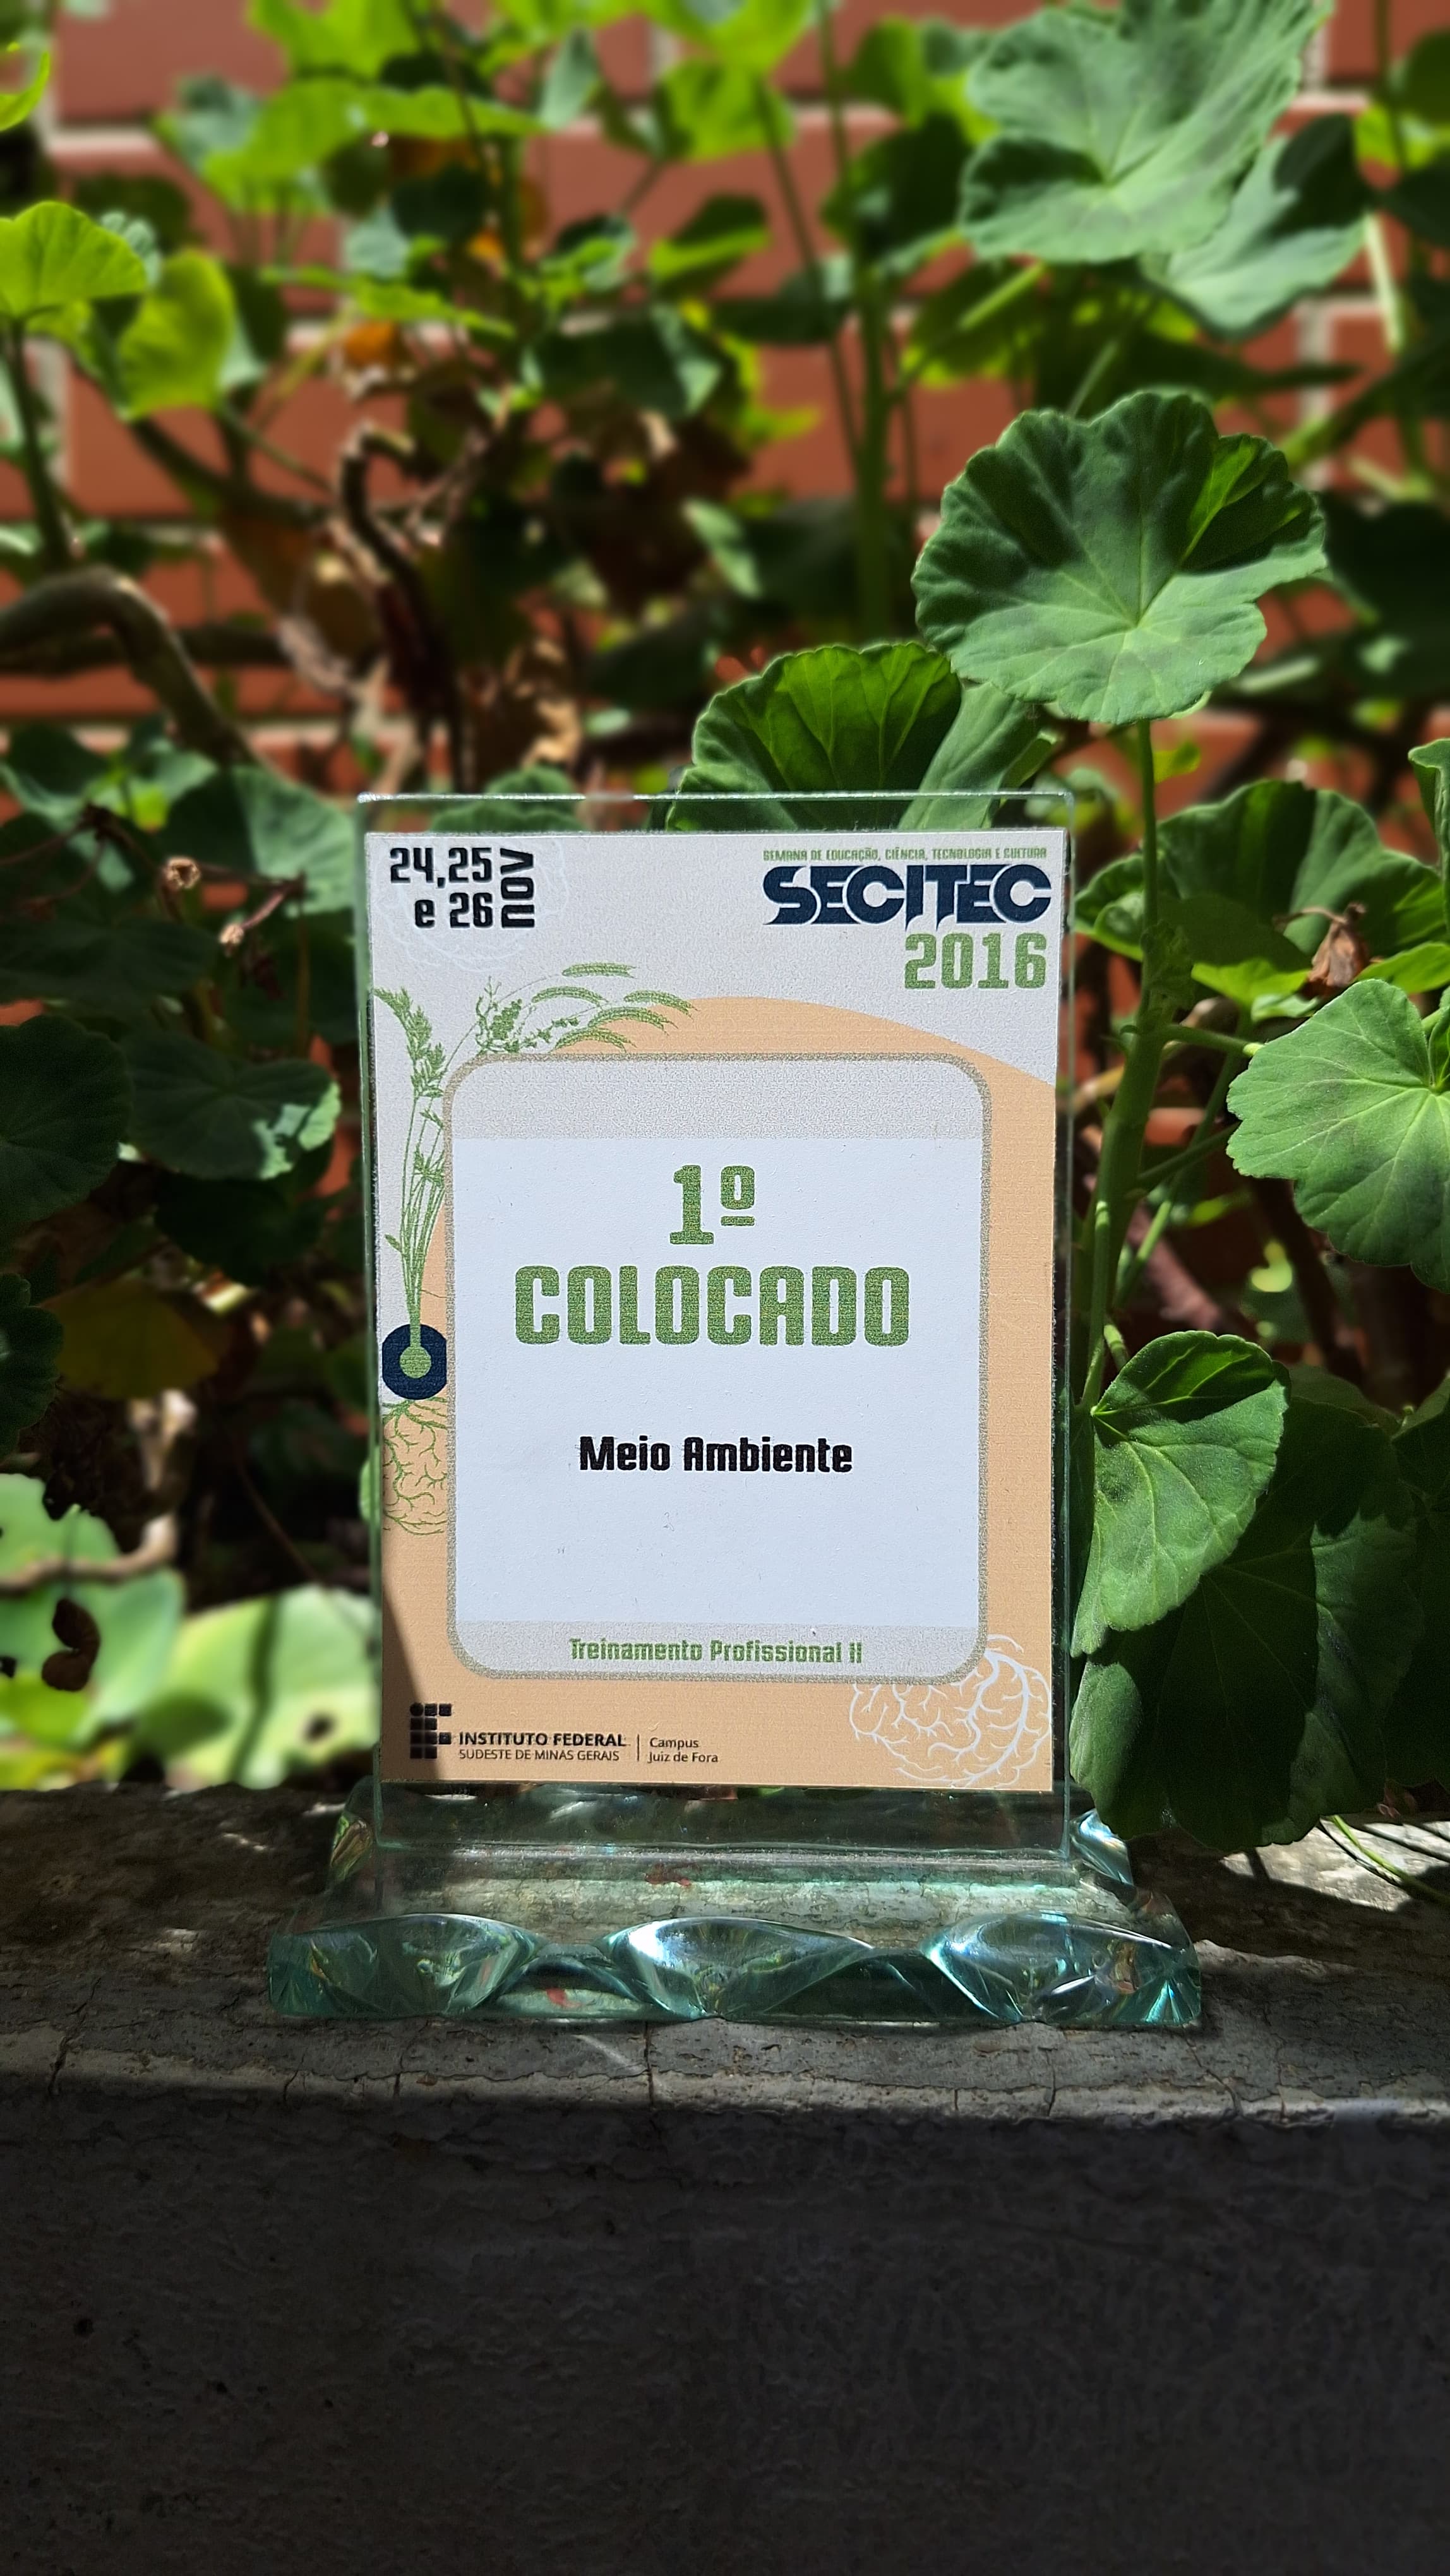 24,25
e 26
nov
SEMANA DE EDUCAÇÃO, CIÊNCIA, TECNOLOGIA E CULTURA
SECITEC
2016
1º
COLOCADO
Meio Ambiente
Treinamento Profissional II
INSTITUTO FEDERAL
SUDESTE DE MINAS GERAIS
Campus
Juiz de Fora